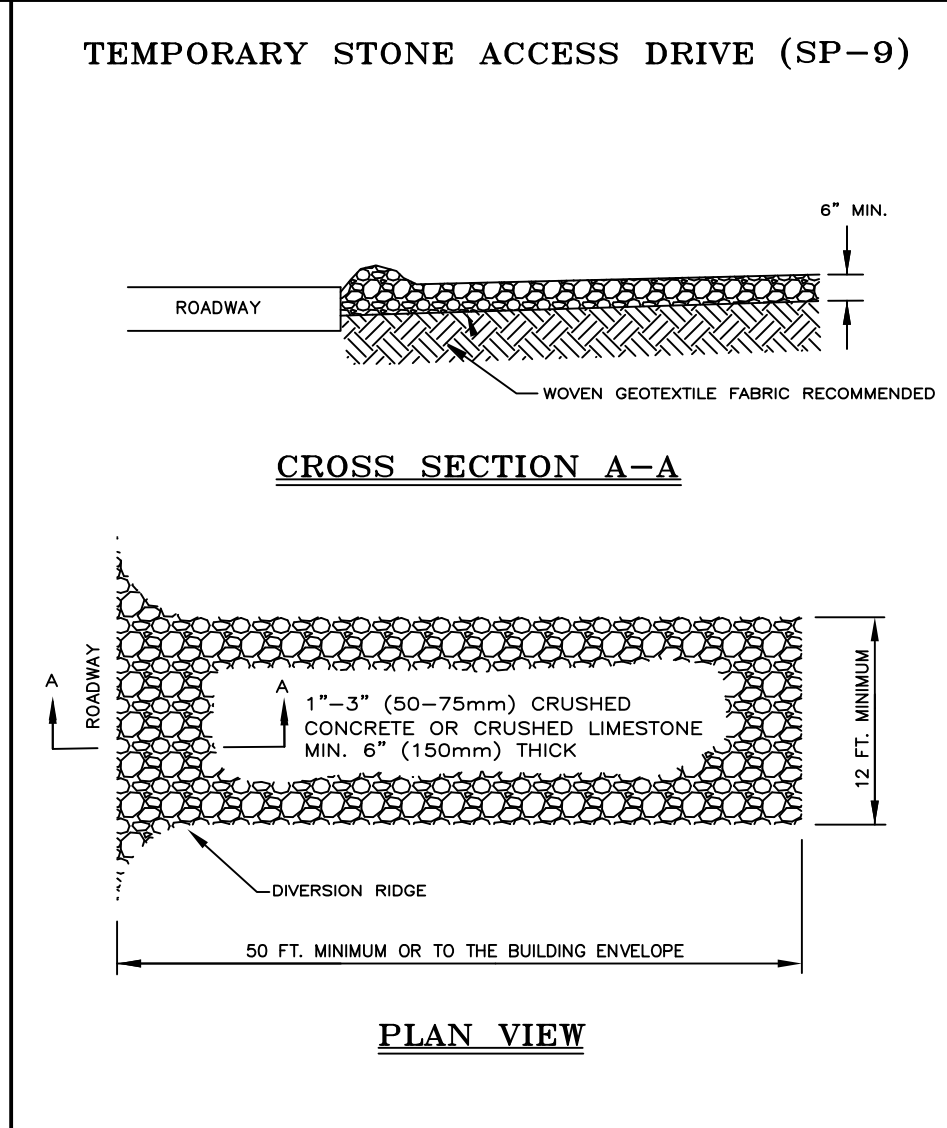 TEMPORARY STONE ACCESS DRIVE (SP-9)
6" MIN.
ROADWAY
WOVEN GEOTEXTILE FABRIC RECOMMENDED
CROSS SECTION A-A
ROADWAY
A
A
1"-3" (50-75mm) CRUSHED
CONCRETE OR CRUSHED LIMESTONE
MIN. 6" (150mm) THICK
12 FT. MINIMUM
DIVERSION RIDGE
50 FT. MINIMUM OR TO THE BUILDING ENVELOPE
PLAN VIEW